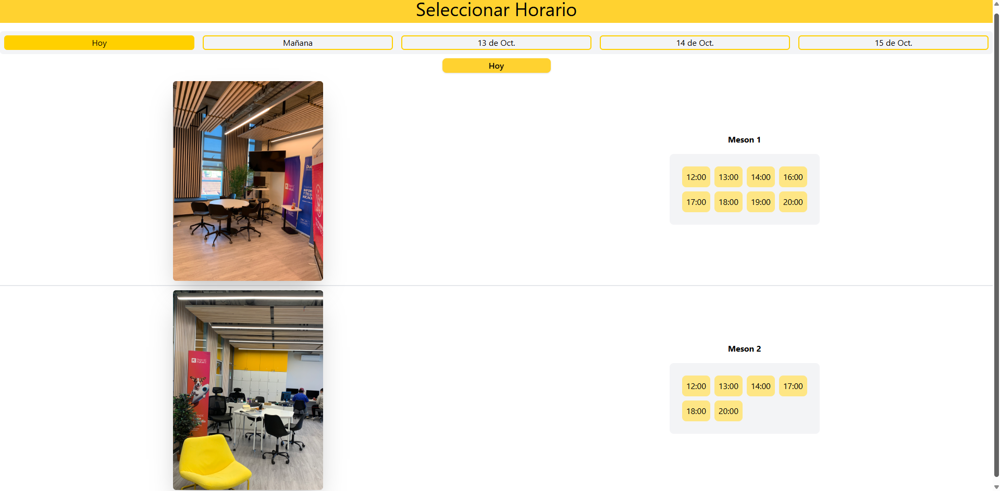 Seleccionar Horario
Hoy
Mañana
13 de Oct.
14 de Oct.
15 de Oct.
Hoy
Meson 1
12:00 13:00 14:00 16:00
17:00 18:00 19:00 20:00
Meson 2
12:00 13:00 14:00 17:00
18:00 20:00